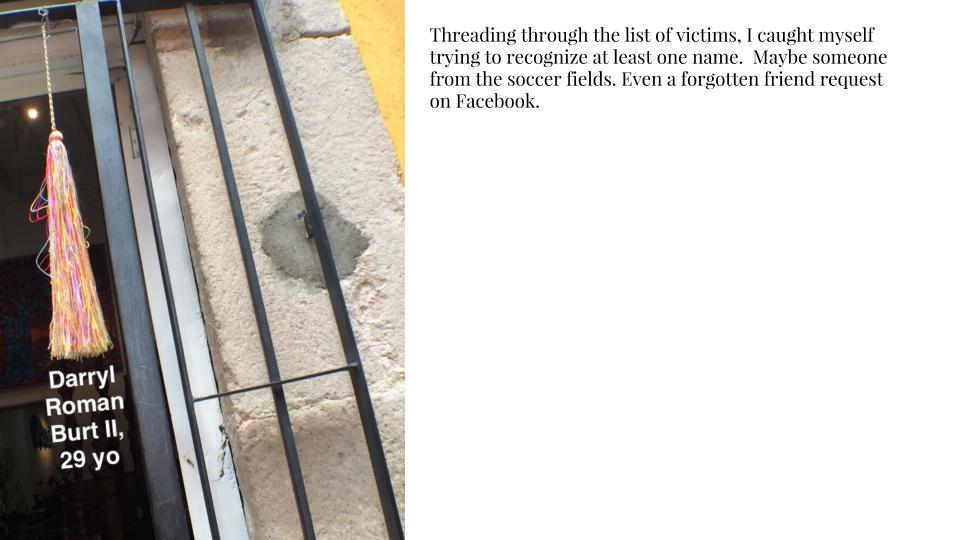 Darryl
Roman
Burt II,
29 yo
Threading through the list of victims, I caught myself
trying to recognize at least one name.  Maybe someone
from the soccer fields. Even a forgotten friend request
on Facebook.